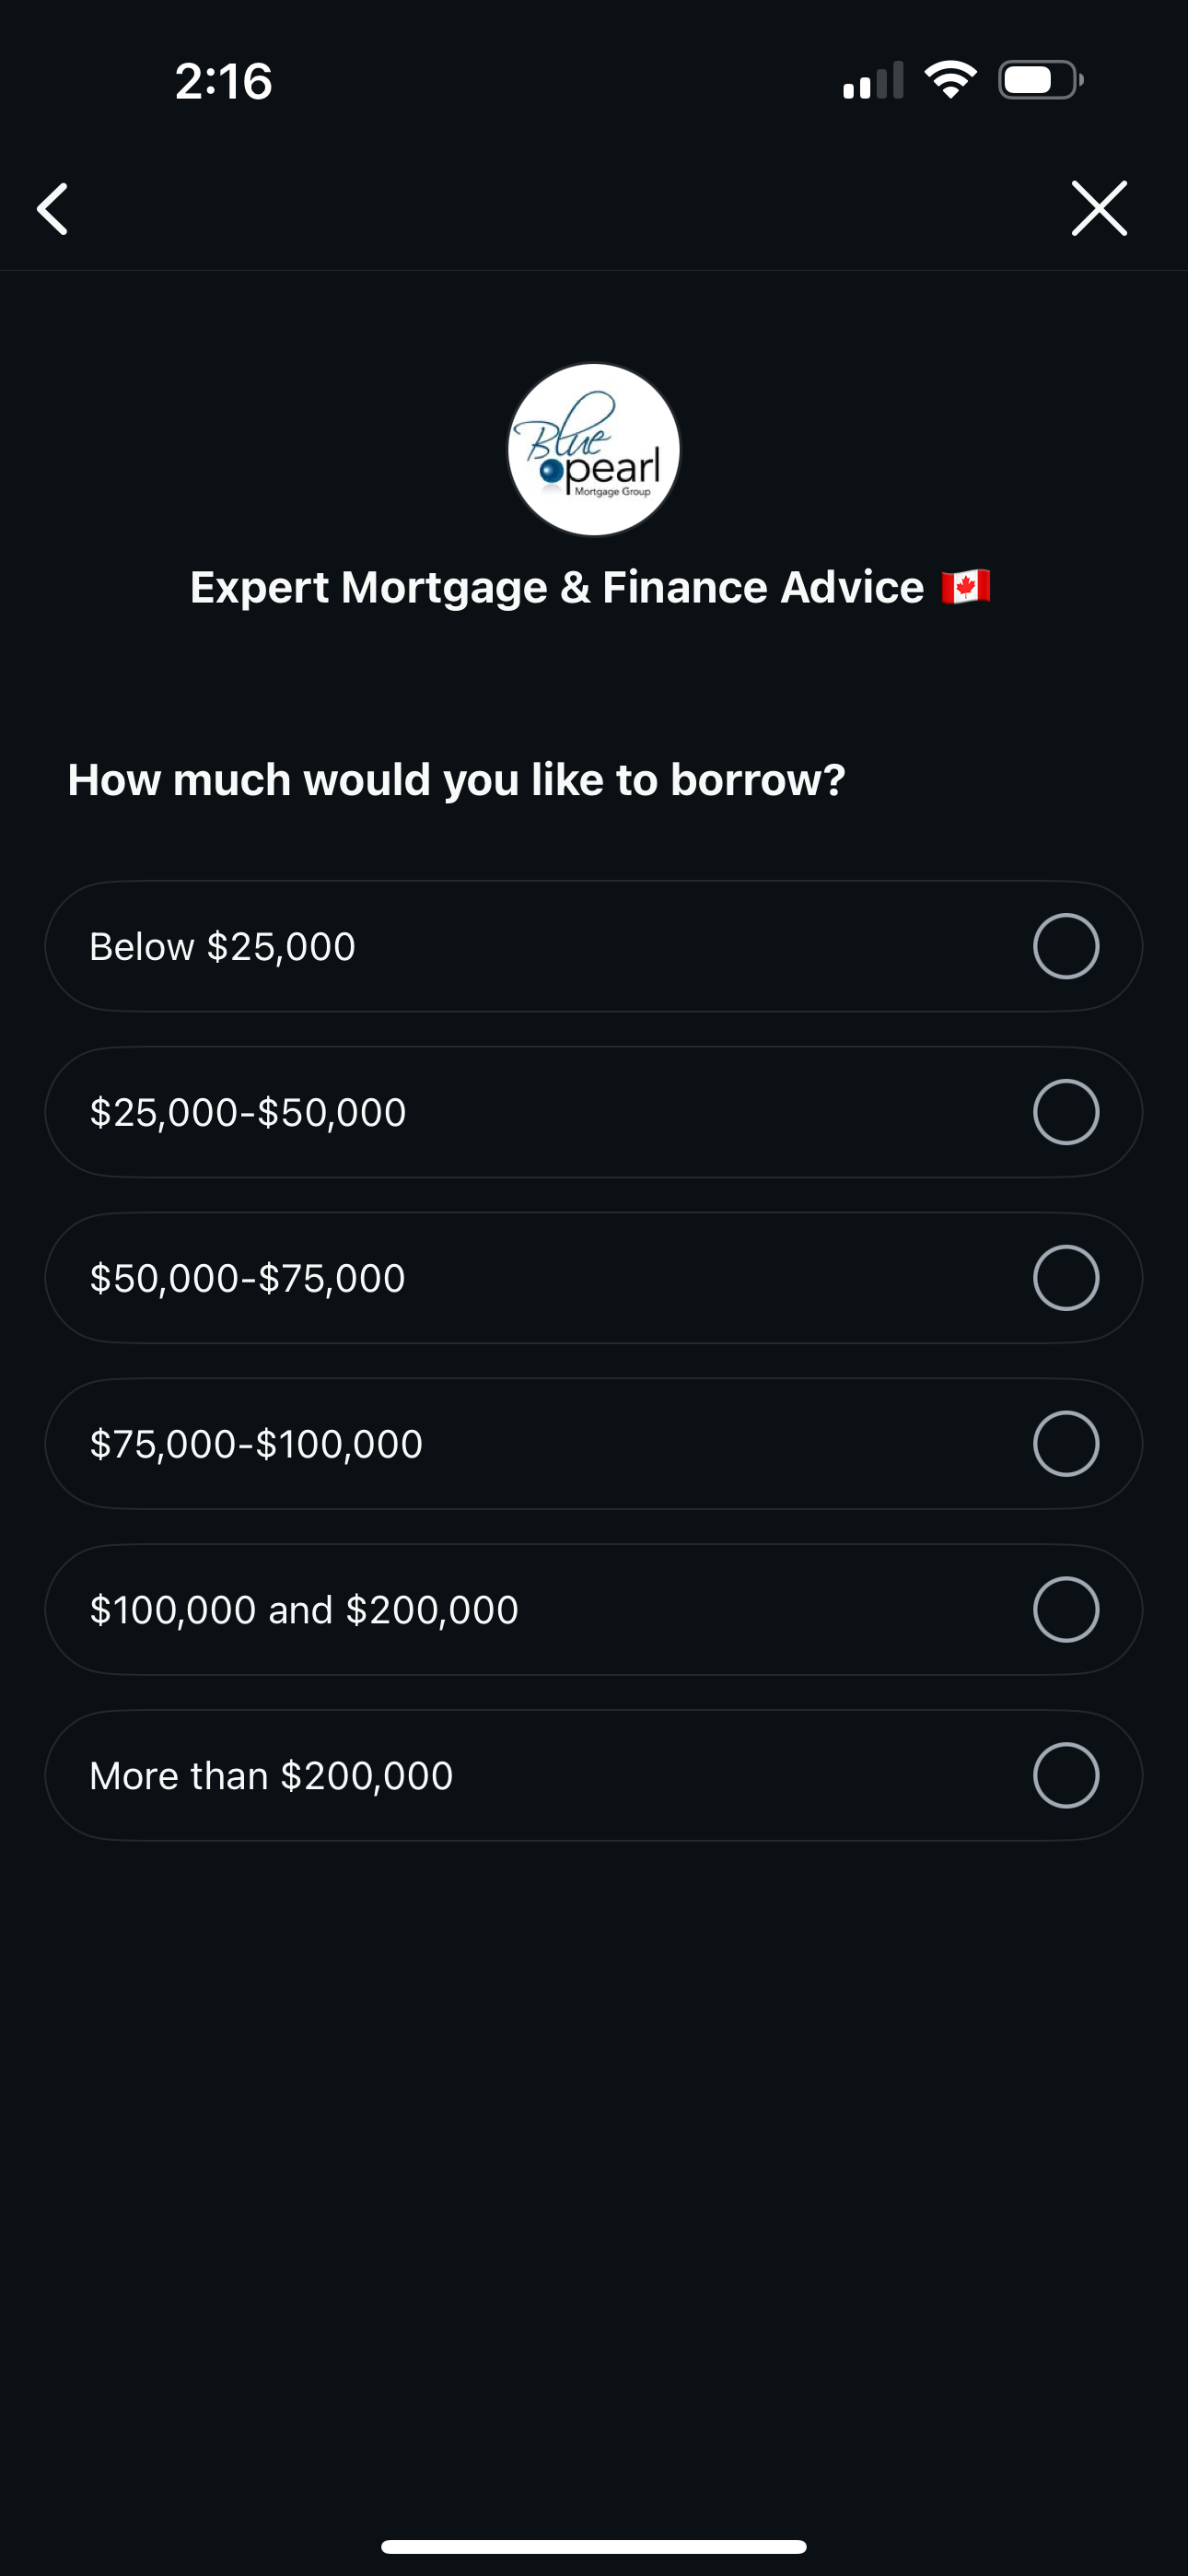 2:16
Blue
pearl
Mortgage Group
Expert Mortgage & Finance Advice 🇨🇦
How much would you like to borrow?
Below $25,000
$25,000-$50,000
$50,000-$75,000
$75,000-$100,000
$100,000 and $200,000
More than $200,000